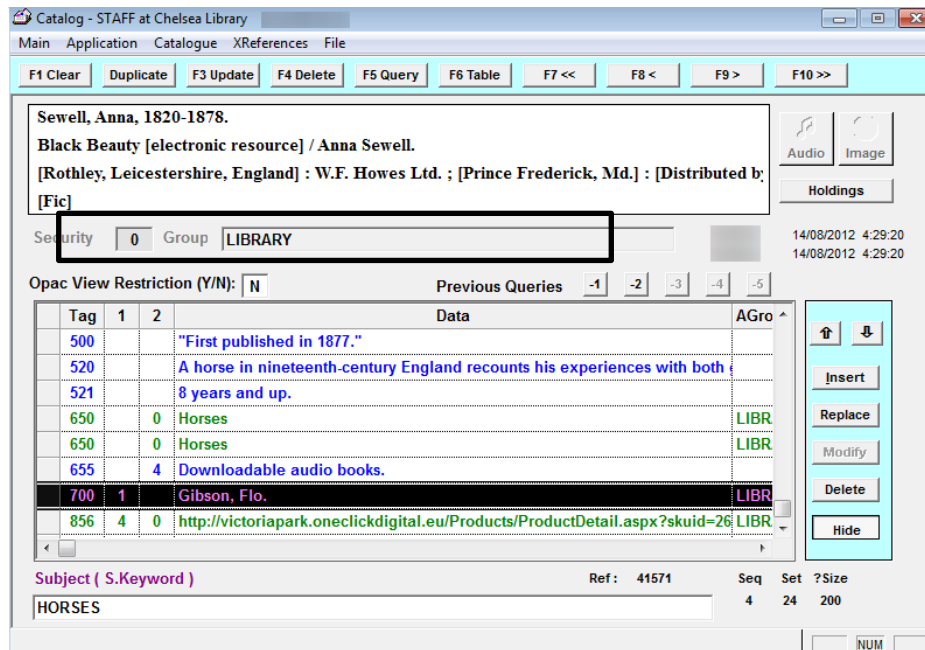 Catalog - STAFF at Chelsea Library
Main Application Catalogue XReferences File
F1 Clear Duplicate F3 Update F4 Delete F5 Query F6 Table F7 << F8 < F9 > F10 >>
Sewell, Anna, 1820-1878.
Black Beauty [electronic resource] / Anna Sewell.
[Rothley, Leicestershire, England] : W.F. Howes Ltd. ; [Prince Frederick, Md.] : [Distributed by
[Fic]
Audio Image
Holdings
Security 0 Group LIBRARY
14/08/2012 4:29:20
14/08/2012 4:29:20
Opac View Restriction (Y/N): N Previous Queries -1 -2 -3 -4 -5
Tag 1 2 Data AGro
500 "First published in 1877."
520 A horse in nineteenth-century England recounts his experiences with both
521 8 years and up.
650 0 Horses LIBR
650 0 Horses LIBR
655 4 Downloadable audio books.
700 1 Gibson, Flo. LIBR
856 4 0 http://victoriapark.oneclickdigital.eu/Products/ProductDetail.aspx?skuid=26 LIBR
Insert
Replace
Modify
Delete
Hide
Subject ( S.Keyword ) Ref : 41571 Seq Set ?Size
HORSES 4 24 200
NUM